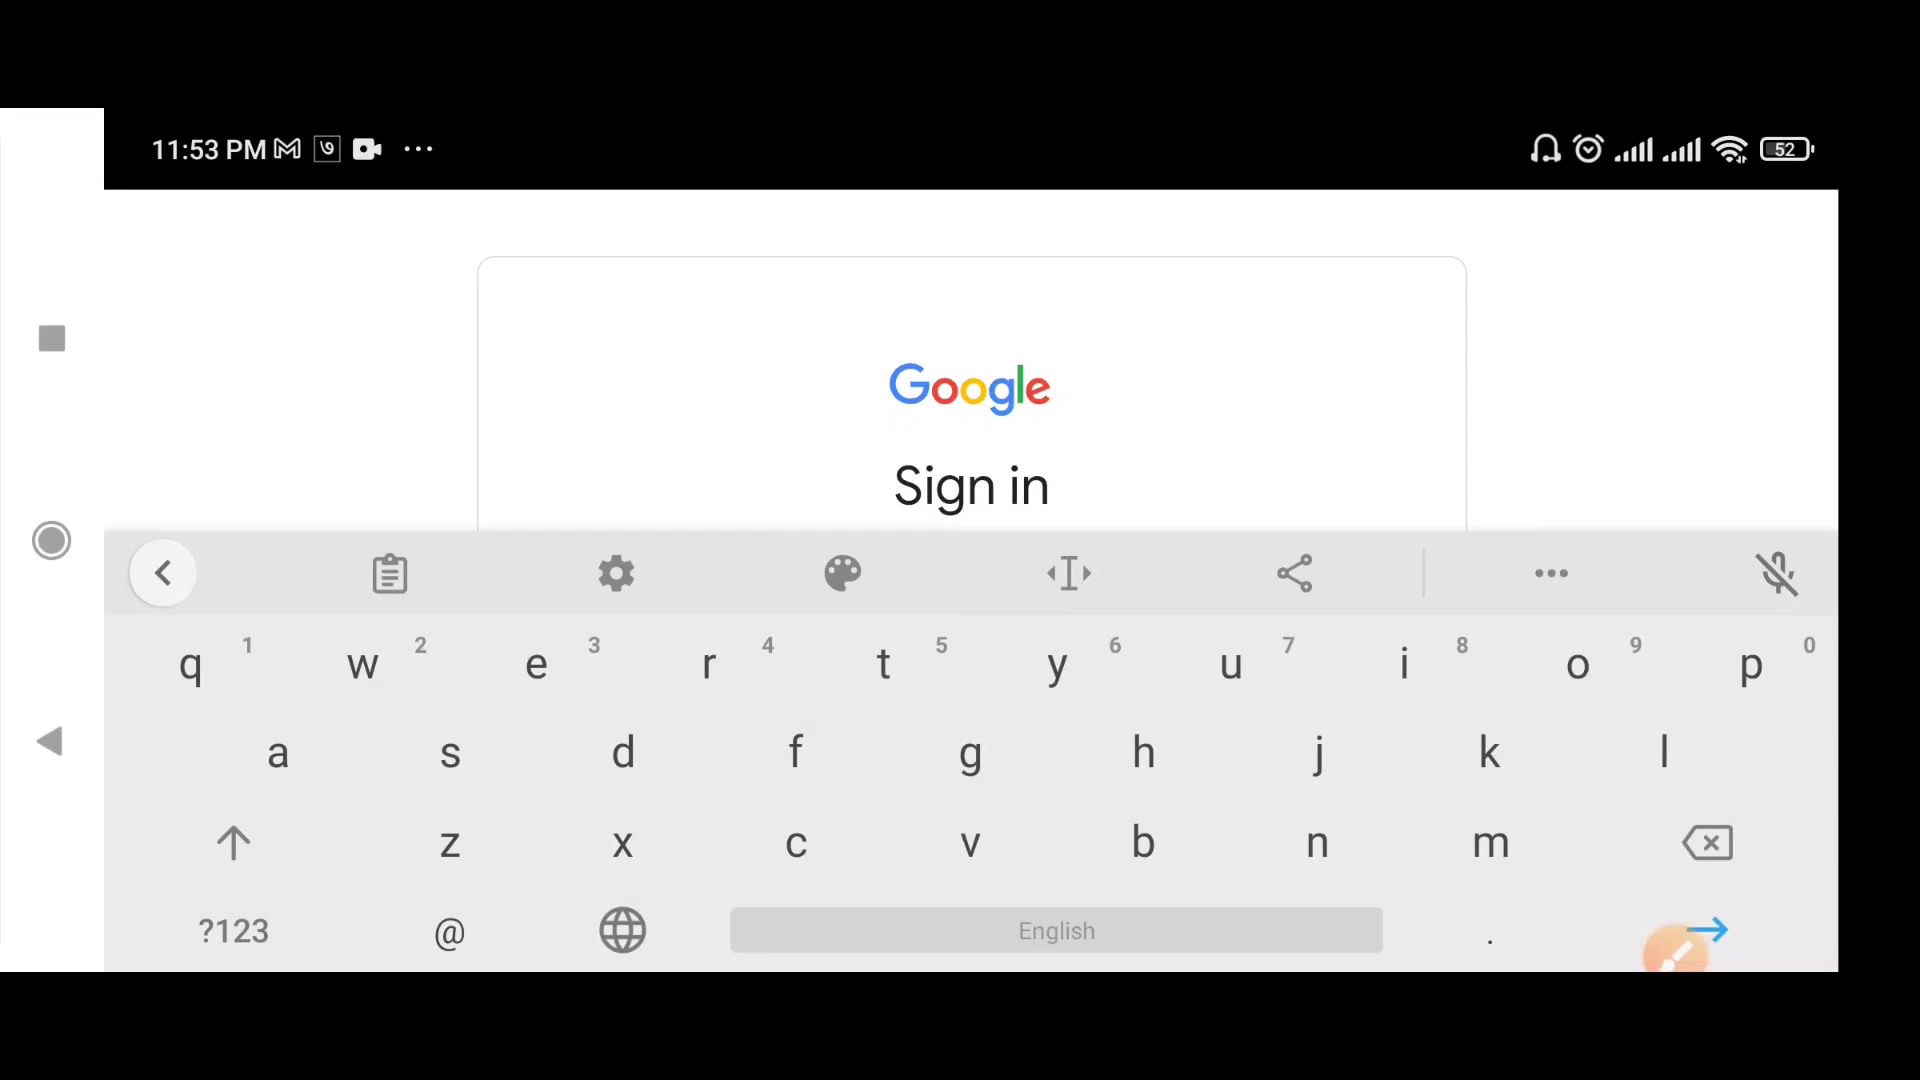 11:53 PM
52
Google
Sign in
q 1 w 2 e 3 r 4 t 5 y 6 u 7 i 8 o 9 p 0
a s d f g h j k l
z x c v b n m
?123 @ English .